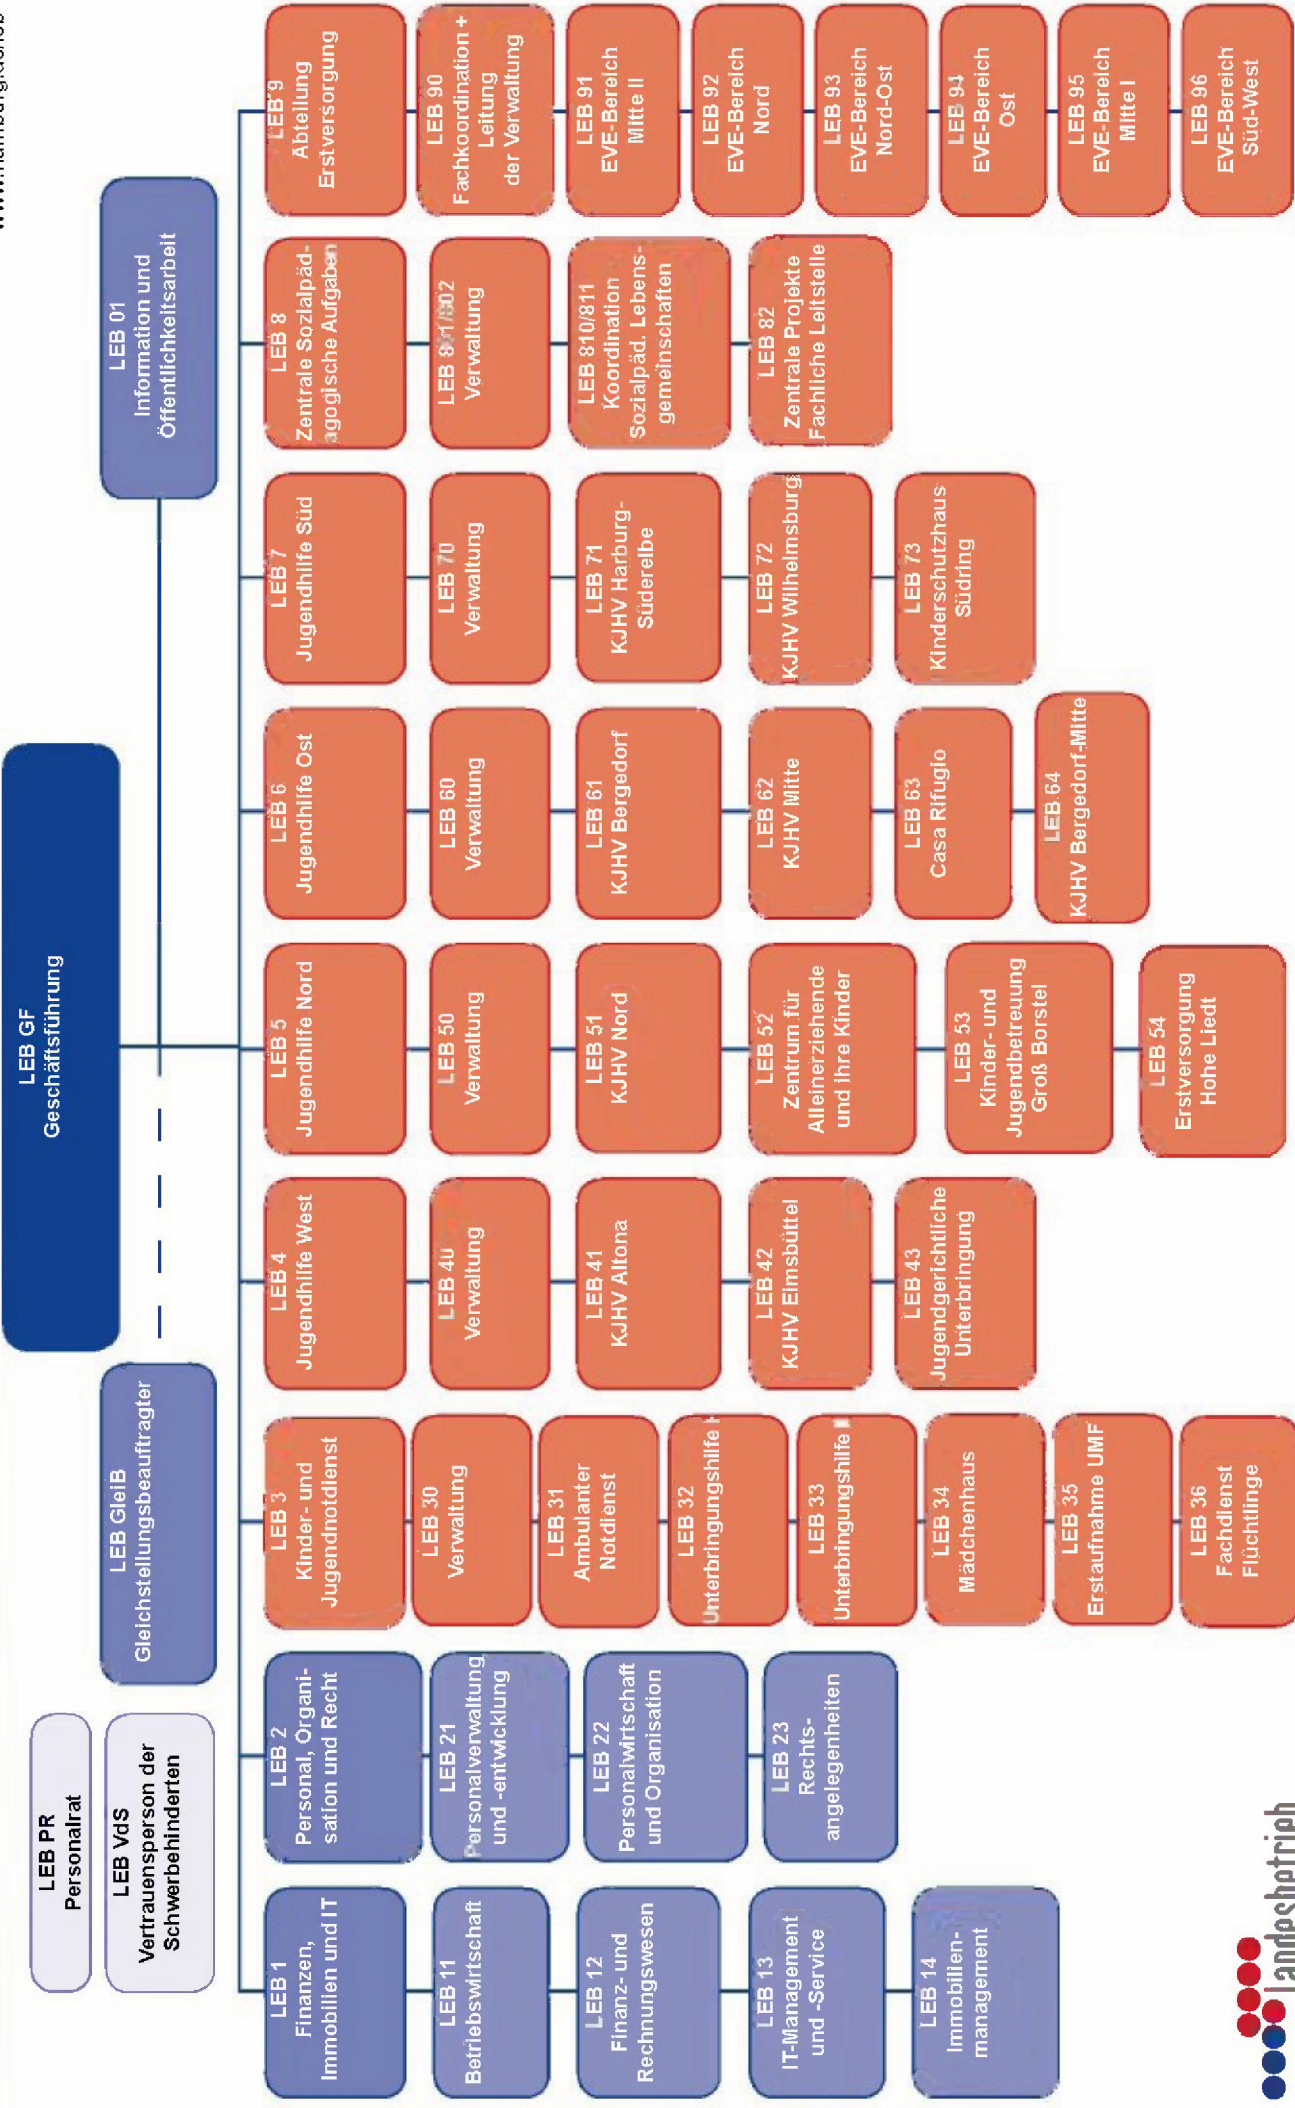 LEB GF
Geschäftsführung
LEB PR
Personalrat
LEB VdS
Vertrauensperson der
Schwerbehinderten
LEB GleiB
Gleichstellungsbeauftragter
LEB 01
Information und
Öffentlichkeitsarbeit
LEB 1
Finanzen,
Immobilien und IT
LEB 11
Betriebswirtschaft
LEB 12
Finanz- und
Rechnungswesen
LEB 13
IT-Management
und -Service
LEB 14
Immobilien-
management
LEB 2
Personal, Organi-
sation und Recht
LEB 21
Personalverwaltung
und -entwicklung
LEB 22
Personalwirtschaft
und Organisation
LEB 23
Rechts-
angelegenheiten
LEB 3
Kinder- und
Jugendnotdienst
LEB 30
Verwaltung
LEB 31
Ambulanter
Notdienst
LEB 32
Unterbringungshilfe
LEB 33
Unterbringungshilfe
LEB 34
Mädchenhaus
LEB 35
Erstaufnahme UMF
LEB 36
Fachdienst
Flüchtlinge
LEB 4
Jugendhilfe West
LEB 40
Verwaltung
LEB 41
KJHV Altona
LEB 42
KJHV Eimsbüttel
LEB 43
Jugendgerichtliche
Unterbringung
LEB 5
Jugendhilfe Nord
LEB 50
Verwaltung
LEB 51
KJHV Nord
LEB 52
Zentrum für
Alleinerziehende
und ihre Kinder
LEB 53
Kinder- und
Jugendbetreuung
Groß Borstel
LEB 54
Erstversorgung
Hohe Liedt
LEB 6
Jugendhilfe Ost
LEB 60
Verwaltung
LEB 61
KJHV Bergedorf
LEB 62
KJHV Mitte
LEB 63
Casa Rifugio
LEB 64
KJHV Bergedorf-Mitte
LEB 7
Jugendhilfe Süd
LEB 70
Verwaltung
LEB 71
KJHV Harburg-
Süderelbe
LEB 72
KJHV Wilhelmsburg
LEB 73
Kinderschutzhaus
Südring
LEB 8
Zentrale Sozialpäd-
agogische Aufgaben
LEB 801/802
Verwaltung
LEB 810/811
Koordination
Sozialpäd. Lebens-
gemeinschaften
LEB 82
Zentrale Projekte
Fachliche Leitstelle
LEB 9
Abteilung
Erstversorgung
LEB 90
Fachkoordination +
Leitung
der Verwaltung
LEB 91
EVE-Bereich
Mitte II
LEB 92
EVE-Bereich
Nord
LEB 93
EVE-Bereich
Nord-Ost
LEB 94
EVE-Bereich
Ost
LEB 95
EVE-Bereich
Mitte I
LEB 96
EVE-Bereich
Süd-West
landesbetrieb